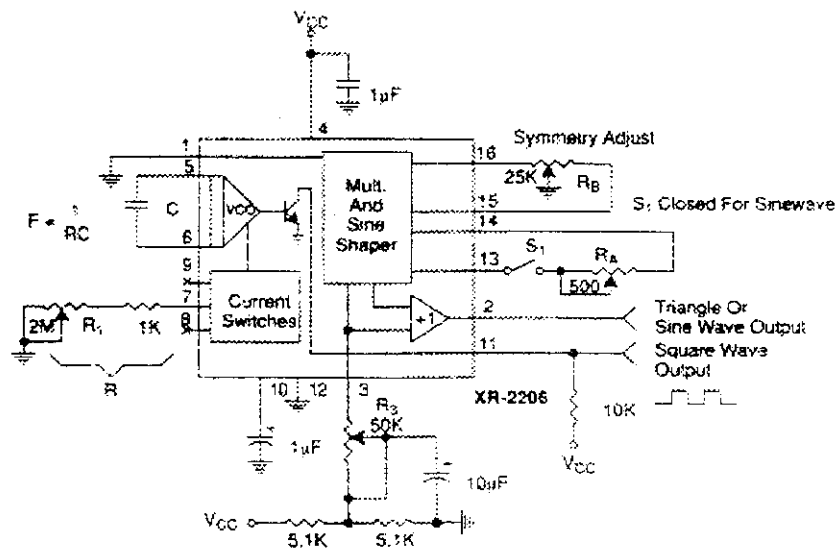 VCC
1µF
4
1
16
Symmetry Adjust
5
25K
RB
Mult.
And
Sine
Shaper
VCO
C
15
S1 Closed For Sinewave
14
F = 1
RC
6
13
S1
RA
500
9
Current
Switches
7
2M
R1
1K
8
R
+1
2
Triangle Or
Sine Wave Output
11
Square Wave
Output
10
12
3
XR-2206
10K
VCC
R3
50K
1µF
+
10µF
+
VCC
5.1K
5.1K